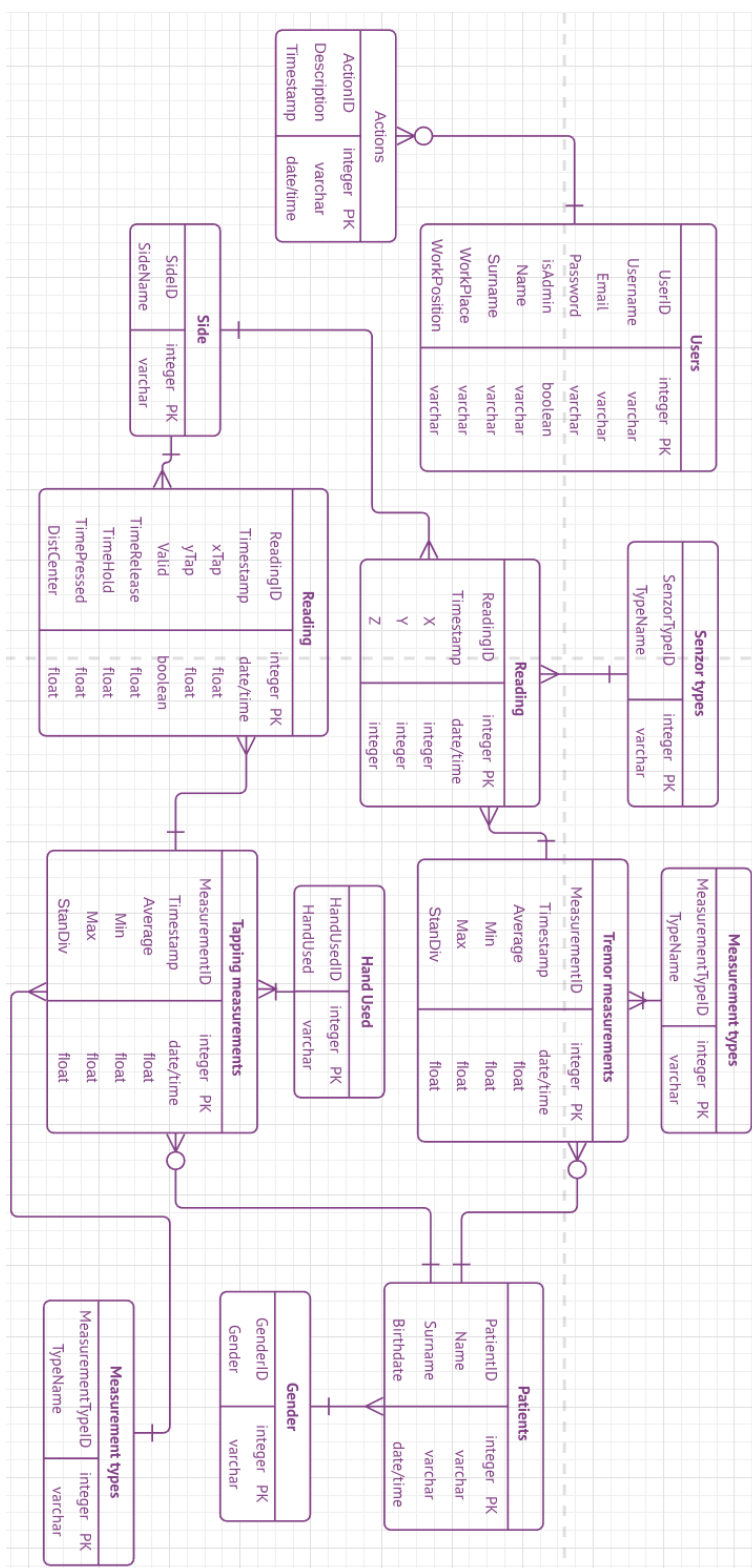 Actions
ActionID integer PK
Description varchar
Timestamp date/time
Users
UserID integer PK
Username varchar
Email varchar
Password varchar
isAdmin boolean
Name varchar
Surname varchar
WorkPlace varchar
WorkPosition varchar
Side
SideID integer PK
SideName varchar
Senzor types
SenzorTypeID integer PK
TypeName varchar
Reading
ReadingID integer PK
Timestamp date/time
X integer
Y integer
Z integer
Reading
ReadingID integer PK
Timestamp date/time
xTap float
yTap float
Valid boolean
TimeRelease float
TimeHold float
TimePressed float
DistCenter float
Measurement types
MeasurementTypeID integer PK
TypeName varchar
Tremor measurements
MeasurementID integer PK
Timestamp date/time
Average float
Min float
Max float
StanDiv float
Hand Used
HandUsedID integer PK
HandUsed varchar
Tapping measurements
MeasurementID integer PK
Timestamp date/time
Average float
Min float
Max float
StanDiv float
Patients
PatientID integer PK
Name varchar
Surname varchar
Birthdate date/time
Gender
GenderID integer PK
Gender varchar
Measurement types
MeasurementTypeID integer PK
TypeName varchar